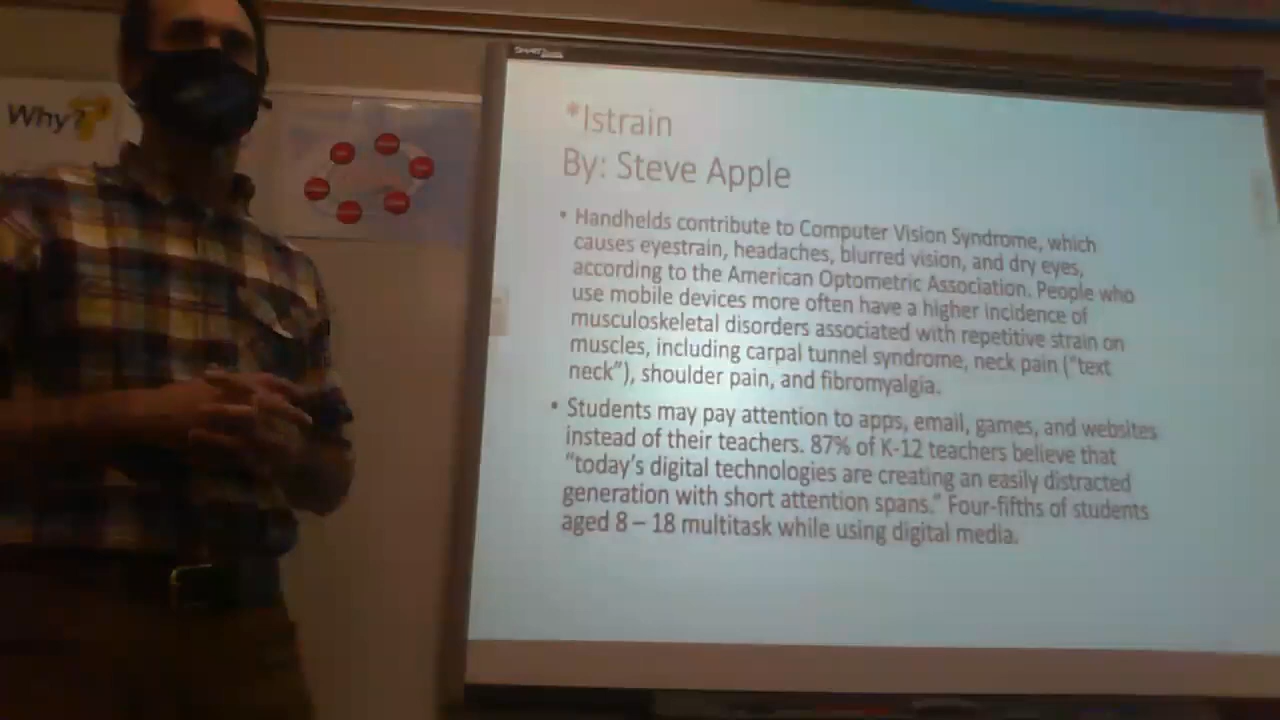 Why?
SMART
*Istrain
By: Steve Apple
• Handhelds contribute to Computer Vision Syndrome, which
causes eyestrain, headaches, blurred vision, and dry eyes,
according to the American Optometric Association. People who
use mobile devices more often have a higher incidence of
musculoskeletal disorders associated with repetitive strain on
muscles, including carpal tunnel syndrome, neck pain (“text
neck”), shoulder pain, and fibromyalgia.
• Students may pay attention to apps, email, games, and websites
instead of their teachers. 87% of K-12 teachers believe that
“today’s digital technologies are creating an easily distracted
generation with short attention spans.” Four-fifths of students
aged 8 – 18 multitask while using digital media.